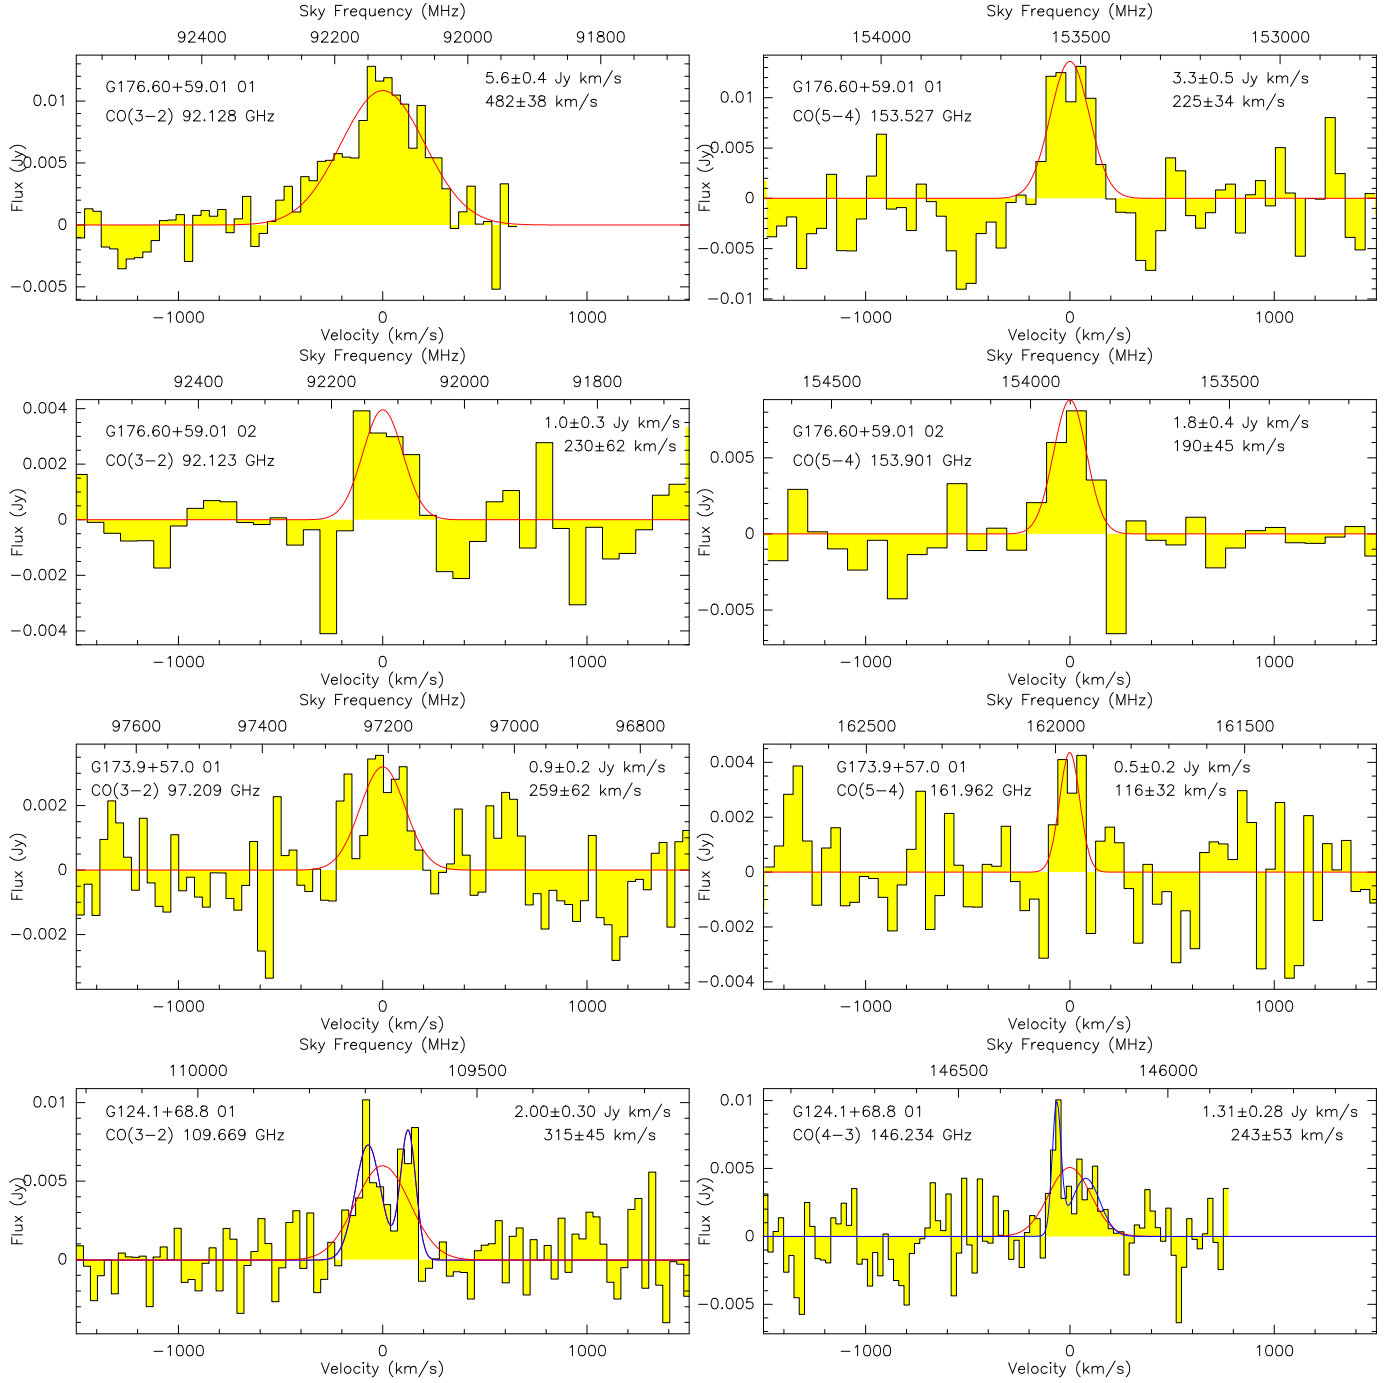 Sky Frequency (MHz)
92400 92200 92000 91800
G176.60+59.01 01
CO(3-2) 92.128 GHz
5.6±0.4 Jy km/s
482±38 km/s
0.01
0.005
0
-0.005
Flux (Jy)
-1000 0 1000
Velocity (km/s)
Sky Frequency (MHz)
154000 153500 153000
G176.60+59.01 01
CO(5-4) 153.527 GHz
3.3±0.5 Jy km/s
225±34 km/s
0.01
0.005
0
-0.005
-0.01
Flux (Jy)
-1000 0 1000
Velocity (km/s)
Sky Frequency (MHz)
92400 92200 92000 91800
G176.60+59.01 02
CO(3-2) 92.123 GHz
1.0±0.3 Jy km/s
230±62 km/s
0.004
0.002
0
-0.002
-0.004
Flux (Jy)
-1000 0 1000
Velocity (km/s)
Sky Frequency (MHz)
154500 154000 153500
G176.60+59.01 02
CO(5-4) 153.901 GHz
1.8±0.4 Jy km/s
190±45 km/s
0.005
0
-0.005
Flux (Jy)
-1000 0 1000
Velocity (km/s)
Sky Frequency (MHz)
97600 97400 97200 97000 96800
G173.9+57.0 01
CO(3-2) 97.209 GHz
0.9±0.2 Jy km/s
259±62 km/s
0.002
0
-0.002
Flux (Jy)
-1000 0 1000
Velocity (km/s)
Sky Frequency (MHz)
162500 162000 161500
G173.9+57.0 01
CO(5-4) 161.962 GHz
0.5±0.2 Jy km/s
116±32 km/s
0.004
0.002
0
-0.002
-0.004
Flux (Jy)
-1000 0 1000
Velocity (km/s)
Sky Frequency (MHz)
110000 109500
G124.1+68.8 01
CO(3-2) 109.669 GHz
2.00±0.30 Jy km/s
315±45 km/s
0.01
0.005
0
Flux (Jy)
-1000 0 1000
Velocity (km/s)
Sky Frequency (MHz)
146500 146000
G124.1+68.8 01
CO(4-3) 146.234 GHz
1.31±0.28 Jy km/s
243±53 km/s
0.01
0.005
0
-0.005
Flux (Jy)
-1000 0 1000
Velocity (km/s)